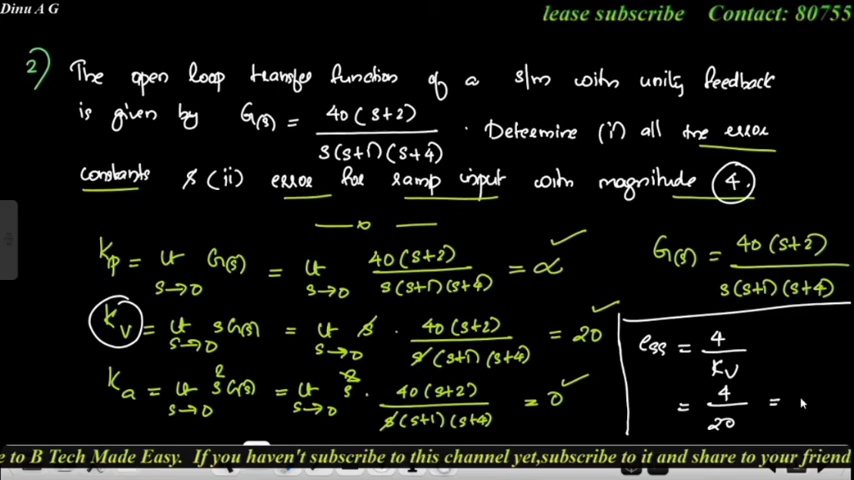 Dinu A G
lease subscribe Contact: 80755
2) The open loop transfer function of a s/m with unity feedback
is given by G(s) = 40(s+2) / s(s+1)(s+4) . Determine (i) all the error
constants & (ii) error for ramp input with magnitude 4.
Kp = lt s→0 G(s) = lt s→0 40(s+2) / s(s+1)(s+4) = ∝
G(s) = 40(s+2) / s(s+1)(s+4)
Kv = lt s→0 sG(s) = lt s→0 s · 40(s+2) / s(s+1)(s+4) = 20
Ka = lt s→0 s²G(s) = lt s→0 s² · 40(s+2) / s(s+1)(s+4) = 0
ess = 4 / Kv
= 4 / 20 =
e to B Tech Made Easy. If you haven't subscribe to this channel yet,subscribe to it and share to your friend